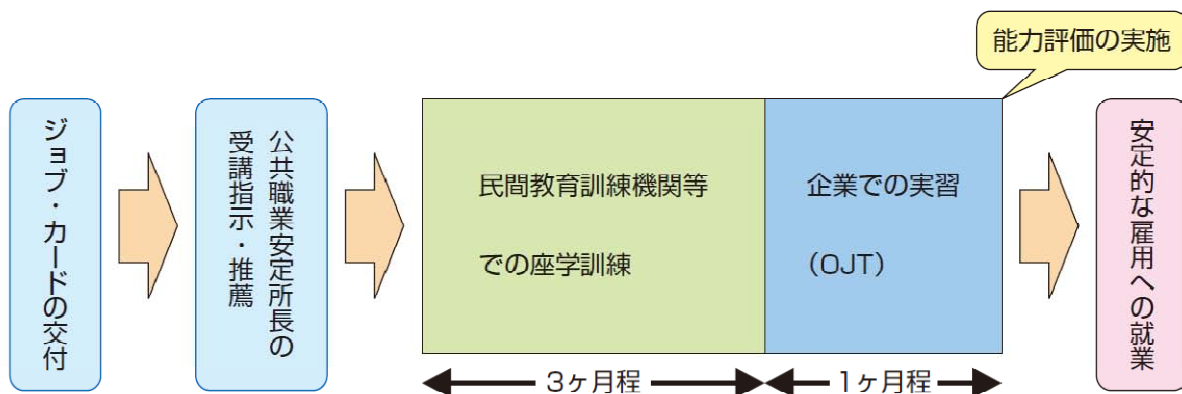 能力評価の実施
ジョブ・カードの交付
公共職業安定所長の
受講指示・推薦
民間教育訓練機関等
での座学訓練
企業での実習
（OJT）
安定的な雇用への就業
3ヶ月程
1ヶ月程